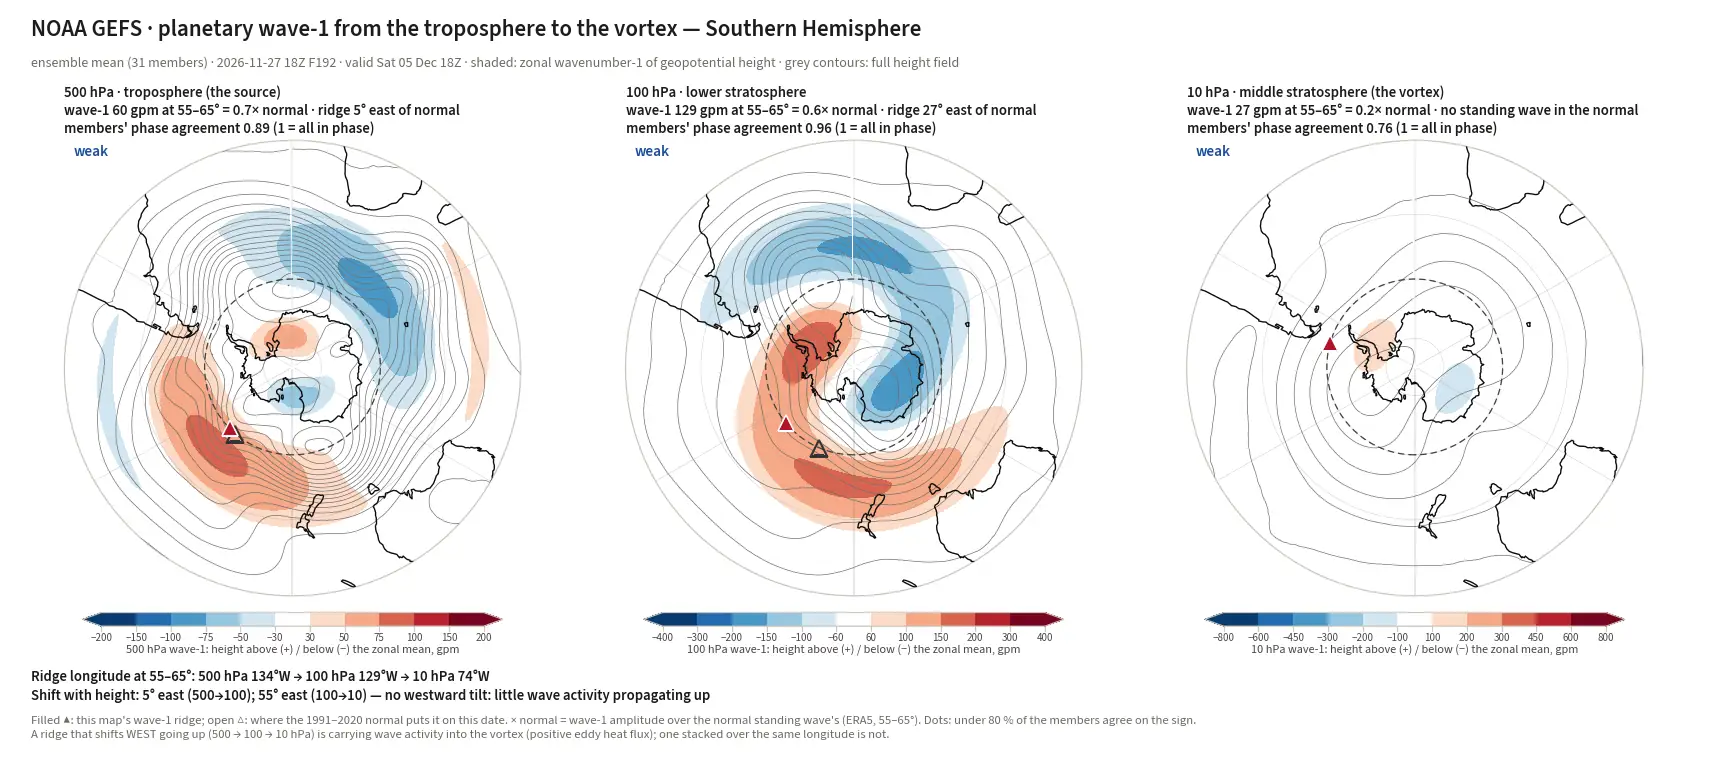 NOAA GEFS · planetary wave-1 from the troposphere to the vortex — Southern Hemisphere
ensemble mean (31 members) · 2026-11-27 18Z F192 · valid Sat 05 Dec 18Z · shaded: zonal wavenumber-1 of geopotential height · grey contours: full height field
500 hPa · troposphere (the source)
wave-1 60 gpm at 55–65° = 0.7× normal · ridge 5° east of normal
members' phase agreement 0.89 (1 = all in phase)
weak
100 hPa · lower stratosphere
wave-1 129 gpm at 55–65° = 0.6× normal · ridge 27° east of normal
members' phase agreement 0.96 (1 = all in phase)
weak
10 hPa · middle stratosphere (the vortex)
wave-1 27 gpm at 55–65° = 0.2× normal · no standing wave in the normal
members' phase agreement 0.76 (1 = all in phase)
weak
−200 −150 −100 −75 −50 −30 30 50 75 100 150 200
500 hPa wave-1: height above (+) / below (−) the zonal mean, gpm
−400 −300 −200 −150 −100 −60 60 100 150 200 300 400
100 hPa wave-1: height above (+) / below (−) the zonal mean, gpm
−800 −600 −450 −300 −200 −100 100 200 300 450 600 800
10 hPa wave-1: height above (+) / below (−) the zonal mean, gpm
Ridge longitude at 55–65°: 500 hPa 134°W → 100 hPa 129°W → 10 hPa 74°W
Shift with height: 5° east (500→100); 55° east (100→10) — no westward tilt: little wave activity propagating up
Filled ▲: this map's wave-1 ridge; open △: where the 1991–2020 normal puts it on this date. × normal = wave-1 amplitude over the normal standing wave's (ERA5, 55–65°). Dots: under 80 % of the members agree on the sign.
A ridge that shifts WEST going up (500 → 100 → 10 hPa) is carrying wave activity into the vortex (positive eddy heat flux); one stacked over the same longitude is not.